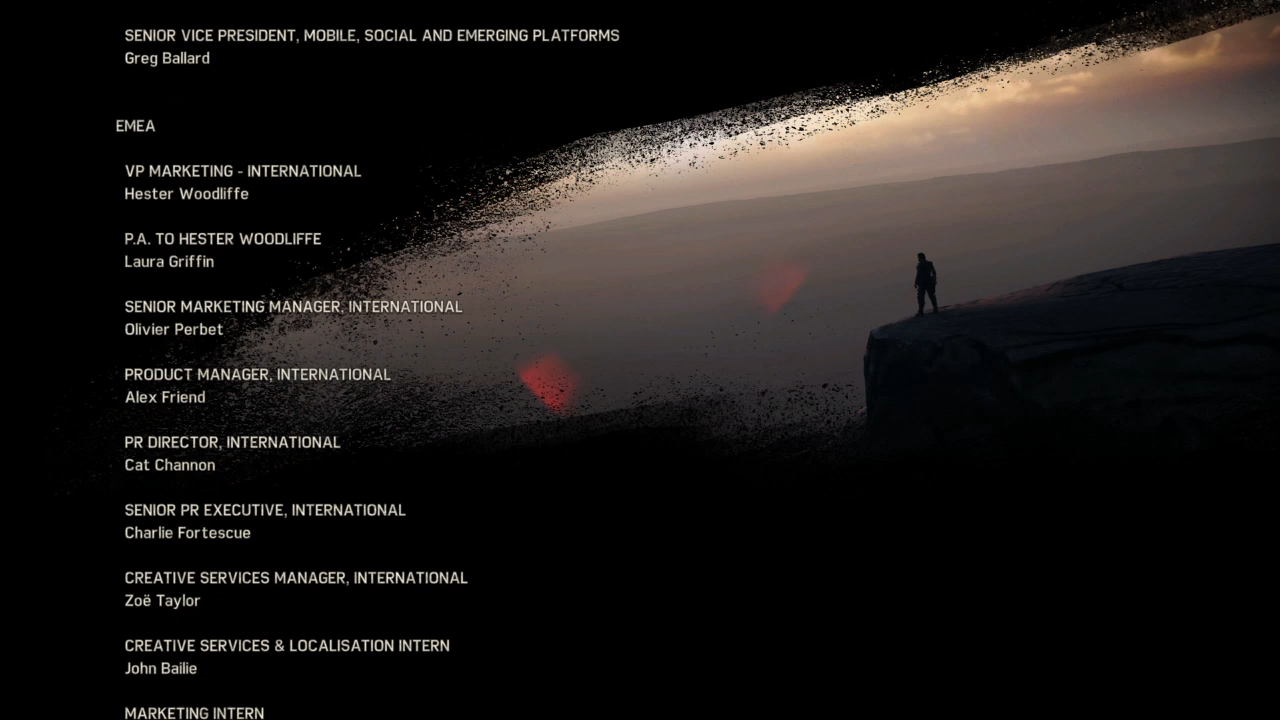 SENIOR VICE PRESIDENT, MOBILE, SOCIAL AND EMERGING PLATFORMS
Greg Ballard
EMEA
VP MARKETING - INTERNATIONAL
Hester Woodliffe
P.A. TO HESTER WOODLIFFE
Laura Griffin
SENIOR MARKETING MANAGER, INTERNATIONAL
Olivier Perbet
PRODUCT MANAGER, INTERNATIONAL
Alex Friend
PR DIRECTOR, INTERNATIONAL
Cat Channon
SENIOR PR EXECUTIVE, INTERNATIONAL
Charlie Fortescue
CREATIVE SERVICES MANAGER, INTERNATIONAL
Zoë Taylor
CREATIVE SERVICES & LOCALISATION INTERN
John Bailie
MARKETING INTERN